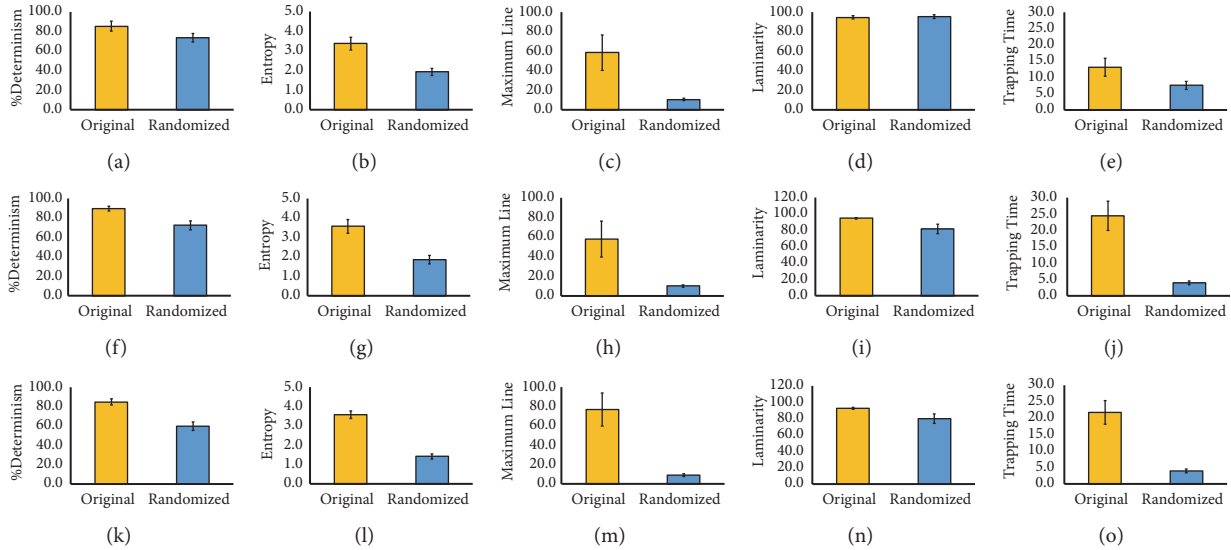 %Determinism
100.0
80.0
60.0
40.0
20.0
0.0
Original Randomized
(a)
Entropy
5.0
4.0
3.0
2.0
1.0
0.0
Original Randomized
(b)
Maximum Line
100.0
80.0
60.0
40.0
20.0
0.0
Original Randomized
(c)
Laminarity
100.0
80.0
60.0
40.0
20.0
0.0
Original Randomized
(d)
Trapping Time
30.0
25.0
20.0
15.0
10.0
5.0
0.0
Original Randomized
(e)
%Determinism
100.0
80.0
60.0
40.0
20.0
0.0
Original Randomized
(f)
Entropy
5.0
4.0
3.0
2.0
1.0
0.0
Original Randomized
(g)
Maximum Line
100.0
80.0
60.0
40.0
20.0
0.0
Original Randomized
(h)
Laminarity
120.0
100.0
80.0
60.0
40.0
20.0
0.0
Original Randomized
(i)
Trapping Time
30.0
25.0
20.0
15.0
10.0
5.0
0.0
Original Randomized
(j)
%Determinism
100.0
80.0
60.0
40.0
20.0
0.0
Original Randomized
(k)
Entropy
5.0
4.0
3.0
2.0
1.0
0.0
Original Randomized
(l)
Maximum Line
100.0
80.0
60.0
40.0
20.0
0.0
Original Randomized
(m)
Laminarity
120.0
100.0
80.0
60.0
40.0
20.0
0.0
Original Randomized
(n)
Trapping Time
30.0
25.0
20.0
15.0
10.0
5.0
0.0
Original Randomized
(o)